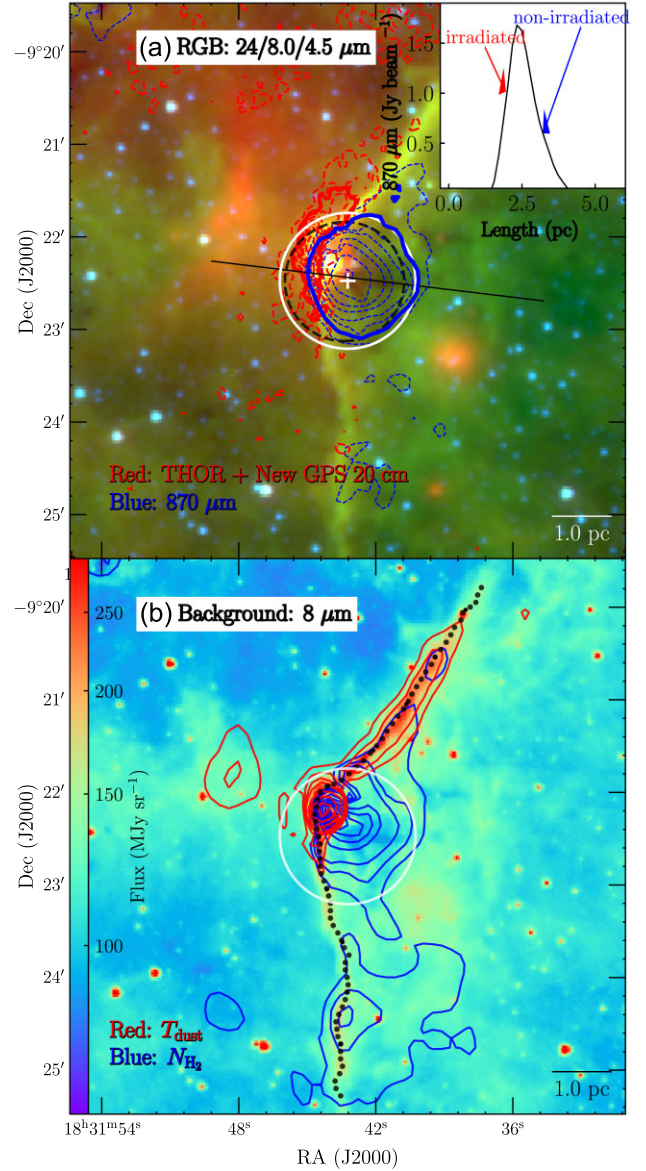 (a) RGB: 24/8.0/4.5 μm
irradiated
non-irradiated
870 μm (Jy beam⁻¹)
1.5
1.0
0.5
0.0 2.5 5.0
Length (pc)
−9°20′
21′
22′
23′
24′
25′
Dec (J2000)
Red: THOR + New GPS 20 cm
Blue: 870 μm
1.0 pc
(b) Background: 8 μm
250
200
150
100
Flux (MJy sr⁻¹)
−9°20′
21′
22′
23′
24′
25′
Dec (J2000)
Red: T_dust
Blue: N_H₂
1.0 pc
18ʰ31ᵐ54ˢ 48ˢ 42ˢ 36ˢ
RA (J2000)